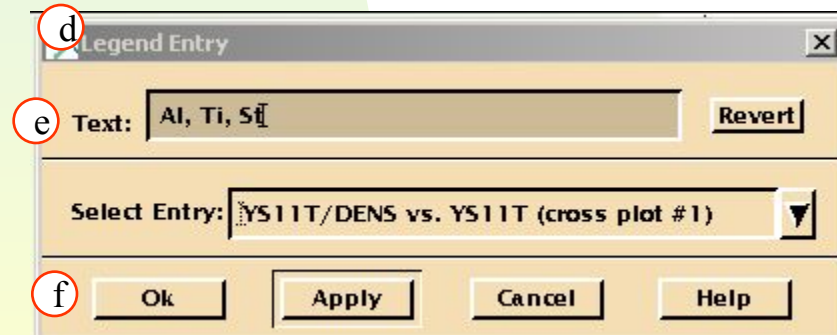 d
Legend Entry
e Text: Al, Ti, St Revert
Select Entry: YS11T/DENS vs. YS11T (cross plot #1)
f Ok Apply Cancel Help